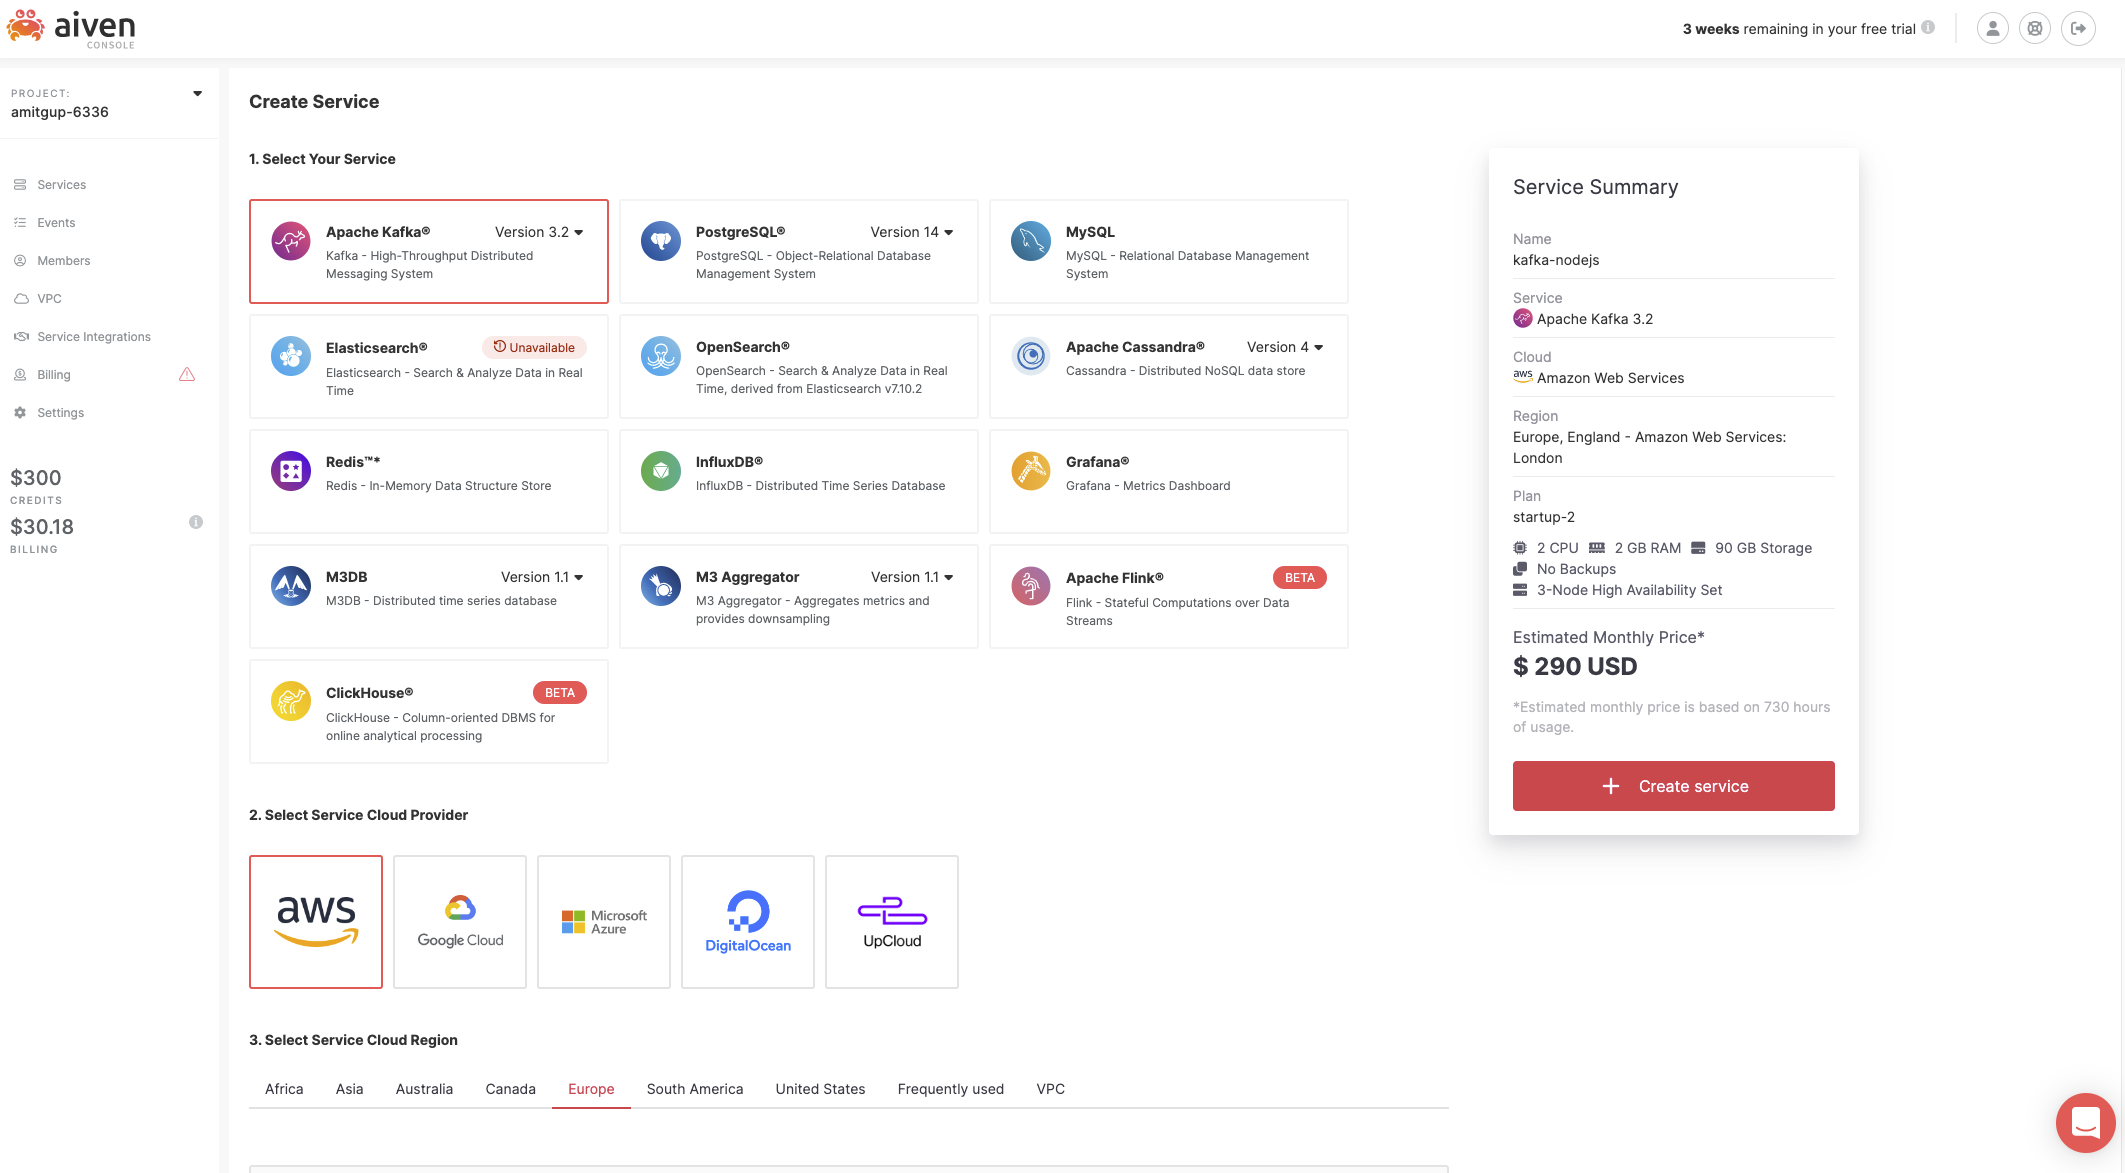 aiven
CONSOLE
3 weeks remaining in your free trial
PROJECT:
amitgup-6336
Services
Events
Members
VPC
Service Integrations
Billing
Settings
$300
CREDITS
$30.18
BILLING
Create Service
1. Select Your Service
Apache Kafka®
Version 3.2
Kafka - High-Throughput Distributed
Messaging System
PostgreSQL®
Version 14
PostgreSQL - Object-Relational Database
Management System
MySQL
MySQL - Relational Database Management
System
Elasticsearch®
Unavailable
Elasticsearch - Search & Analyze Data in Real
Time
OpenSearch®
OpenSearch - Search & Analyze Data in Real
Time, derived from Elasticsearch v7.10.2
Apache Cassandra®
Version 4
Cassandra - Distributed NoSQL data store
Redis™*
Redis - In-Memory Data Structure Store
InfluxDB®
InfluxDB - Distributed Time Series Database
Grafana®
Grafana - Metrics Dashboard
M3DB
Version 1.1
M3DB - Distributed time series database
M3 Aggregator
Version 1.1
M3 Aggregator - Aggregates metrics and
provides downsampling
Apache Flink®
BETA
Flink - Stateful Computations over Data
Streams
ClickHouse®
BETA
ClickHouse - Column-oriented DBMS for
online analytical processing
2. Select Service Cloud Provider
aws
Google Cloud
Microsoft
Azure
DigitalOcean
UpCloud
3. Select Service Cloud Region
Africa
Asia
Australia
Canada
Europe
South America
United States
Frequently used
VPC
Service Summary
Name
kafka-nodejs
Service
Apache Kafka 3.2
Cloud
aws Amazon Web Services
Region
Europe, England - Amazon Web Services:
London
Plan
startup-2
2 CPU 2 GB RAM 90 GB Storage
No Backups
3-Node High Availability Set
Estimated Monthly Price*
$ 290 USD
*Estimated monthly price is based on 730 hours
of usage.
Create service